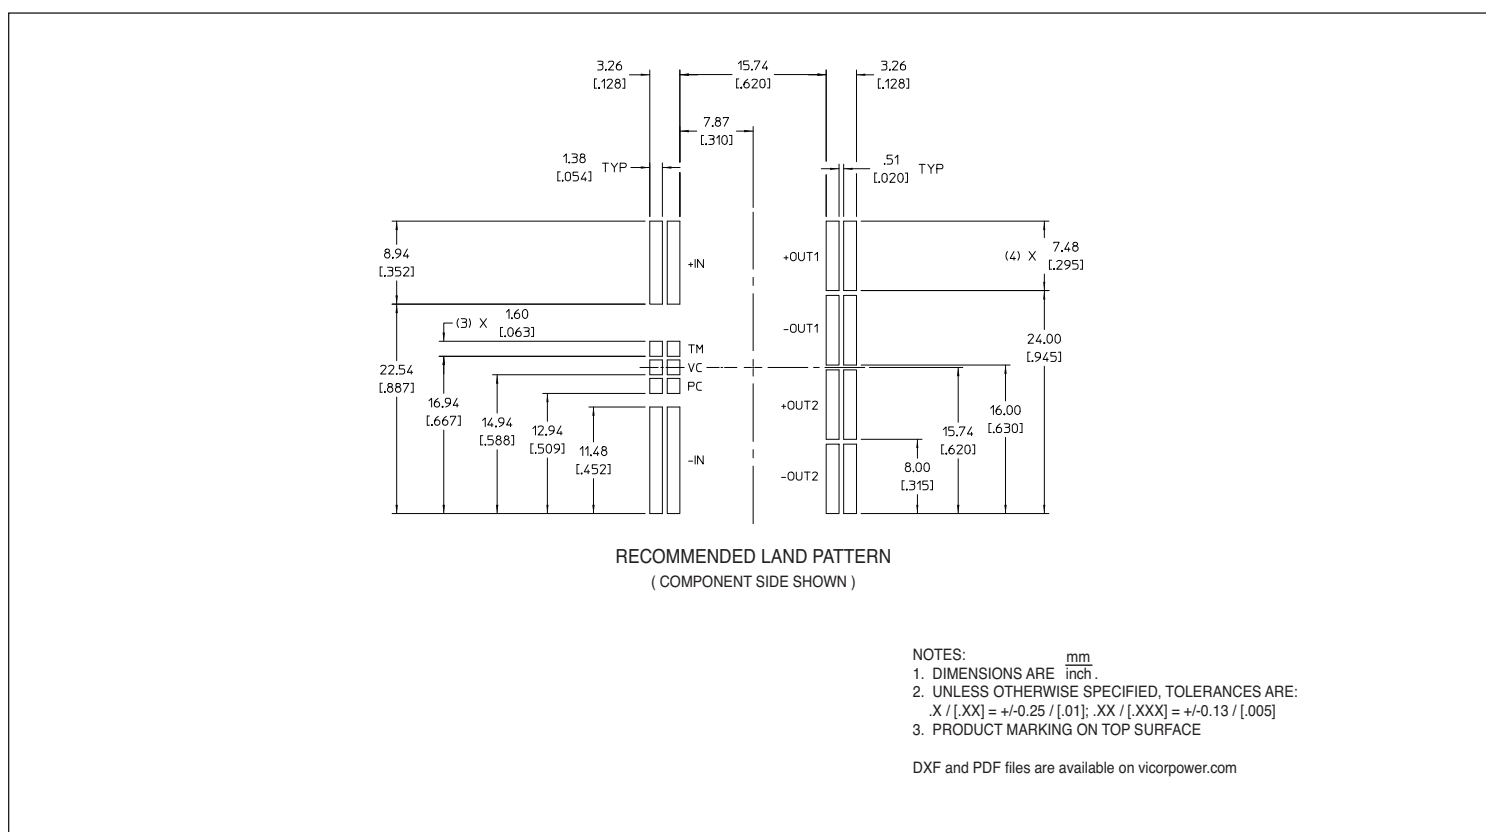 3.26
[.128]
15.74
[.620]
3.26
[.128]
7.87
[.310]
1.38
[.054]
TYP
.51
[.020]
TYP
8.94
[.352]
+IN
+OUT1
(4) X 7.48
[.295]
(3) X 1.60
[.063]
-OUT1
24.00
[.945]
TM
VC
PC
22.54
[.887]
16.94
[.667]
14.94
[.588]
12.94
[.509]
11.48
[.452]
-IN
+OUT2
16.00
[.630]
15.74
[.620]
8.00
[.315]
-OUT2
RECOMMENDED LAND PATTERN
( COMPONENT SIDE SHOWN )
NOTES:
1. DIMENSIONS ARE mm
inch.
2. UNLESS OTHERWISE SPECIFIED, TOLERANCES ARE:
.X / [.XX] = +/-0.25 / [.01]; .XX / [.XXX] = +/-0.13 / [.005]
3. PRODUCT MARKING ON TOP SURFACE
DXF and PDF files are available on vicorpower.com